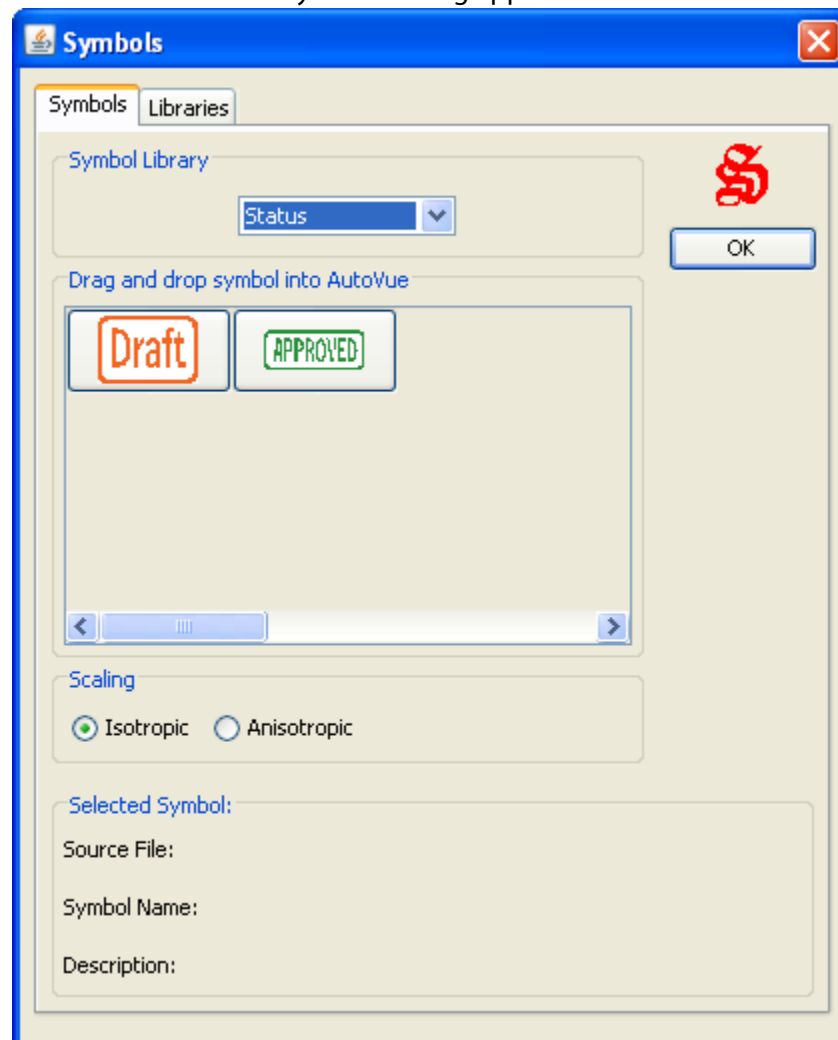 Symbols
Symbols Libraries
Symbol Library
Status
S
OK
Drag and drop symbol into AutoVue
Draft APPROVED
Scaling
Isotropic Anisotropic
Selected Symbol:
Source File:
Symbol Name:
Description: